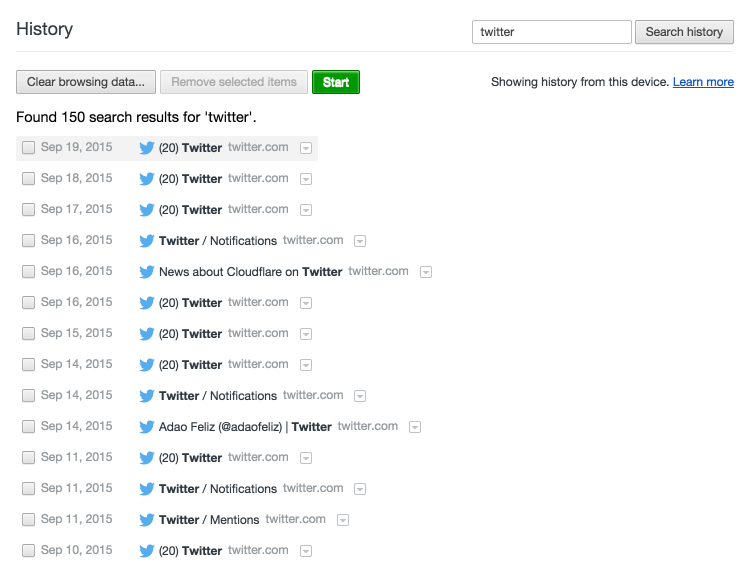 History twitter Search history
Clear browsing data... Remove selected items Start Showing history from this device. Learn more
Found 150 search results for 'twitter'.
Sep 19, 2015 (20) Twitter twitter.com
Sep 18, 2015 (20) Twitter twitter.com
Sep 17, 2015 (20) Twitter twitter.com
Sep 16, 2015 Twitter / Notifications twitter.com
Sep 16, 2015 News about Cloudflare on Twitter twitter.com
Sep 16, 2015 (20) Twitter twitter.com
Sep 15, 2015 (20) Twitter twitter.com
Sep 14, 2015 (20) Twitter twitter.com
Sep 14, 2015 Twitter / Notifications twitter.com
Sep 14, 2015 Adao Feliz (@adaofeliz) | Twitter twitter.com
Sep 11, 2015 (20) Twitter twitter.com
Sep 11, 2015 Twitter / Notifications twitter.com
Sep 11, 2015 Twitter / Mentions twitter.com
Sep 10, 2015 (20) Twitter twitter.com